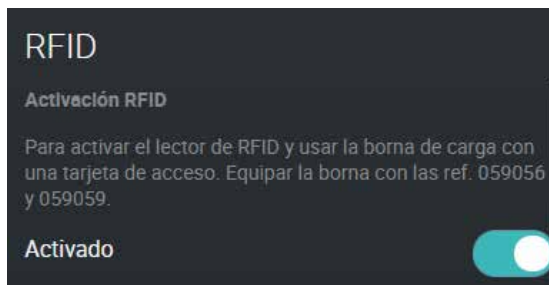 RFID
Activación RFID
Para activar el lector de RFID y usar la borna de carga con
una tarjeta de acceso. Equipar la borna con las ref. 059056
y 059059.
Activado